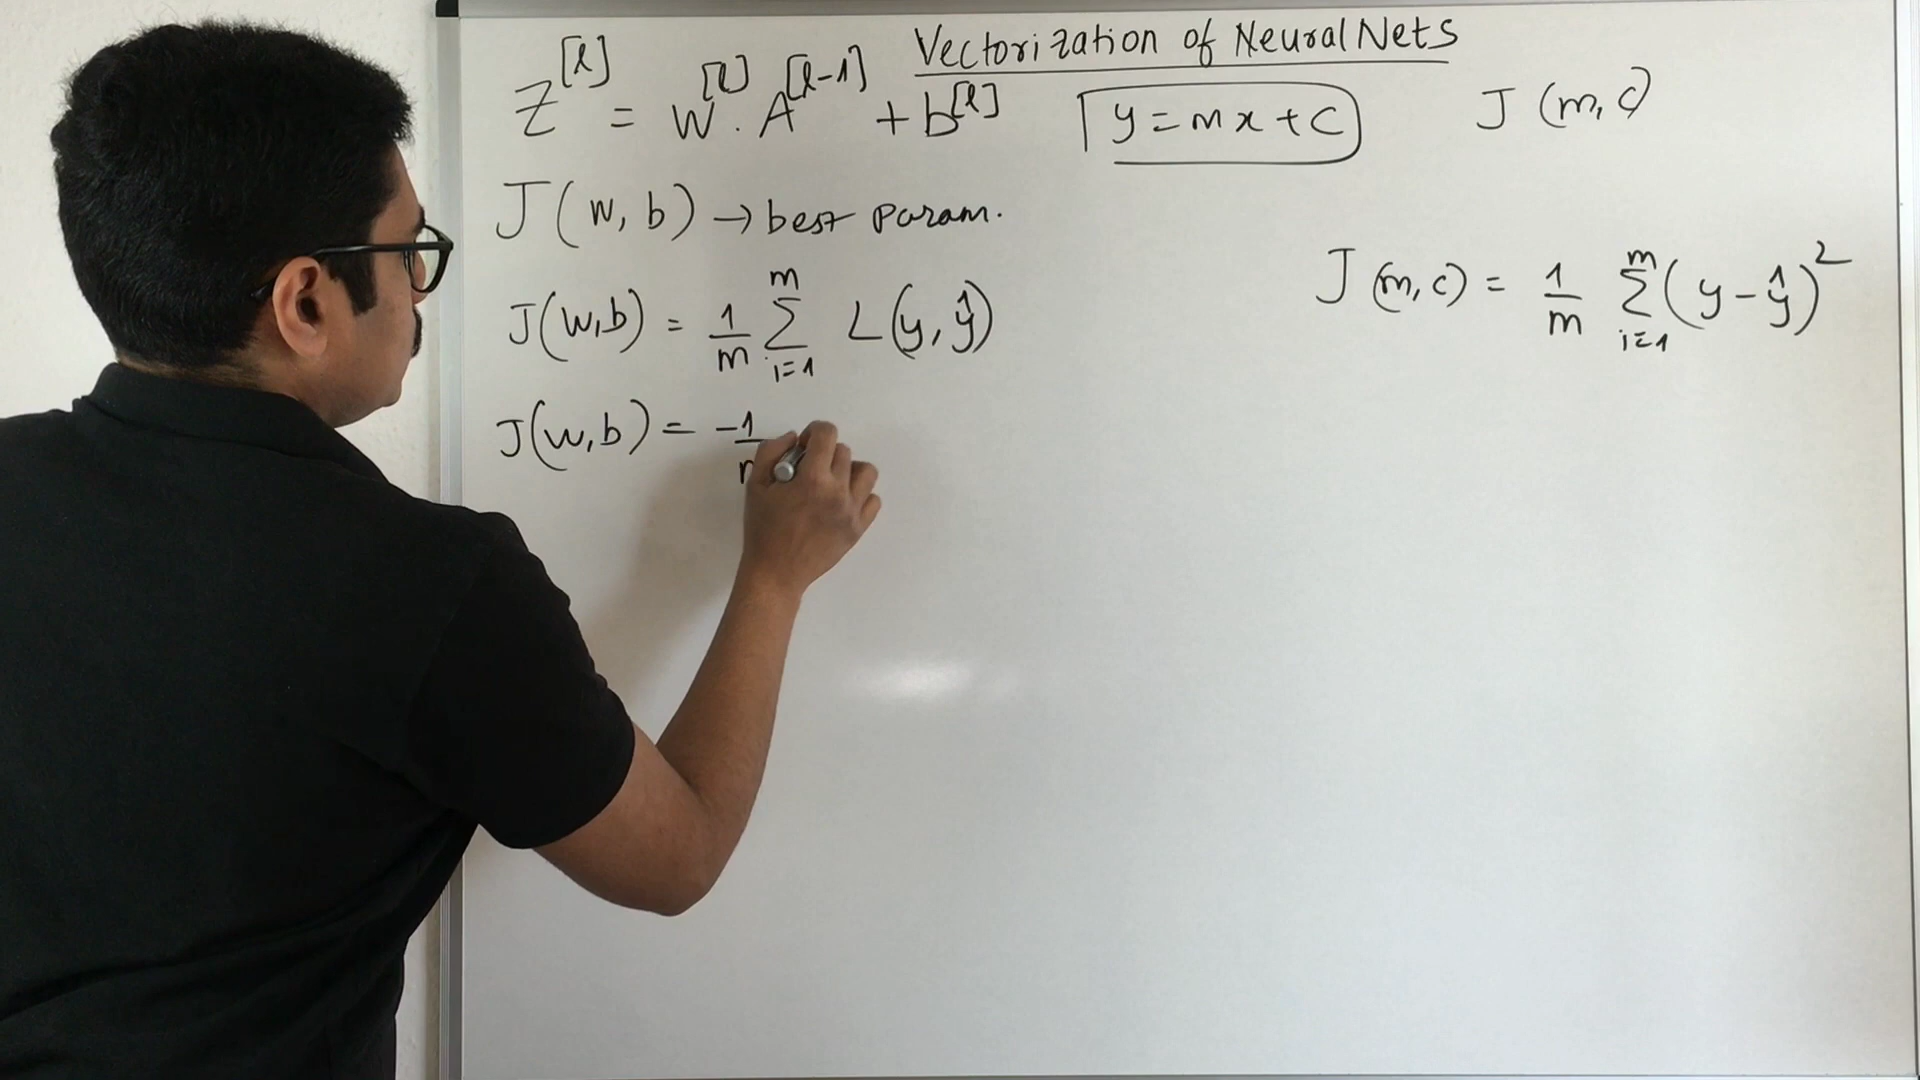 Vectorization of Neural Nets
Z^[l] = W^[l] . A^[l-1] + b^[l]
y = mx + c
J (m, c)
J (w, b) → best param.
J (m, c) = 1/m Σ_{i=1}^{m} (y - ŷ)^2
J(w,b) = 1/m Σ_{i=1}^{m} L(y, ŷ)
J(w,b) = -1/